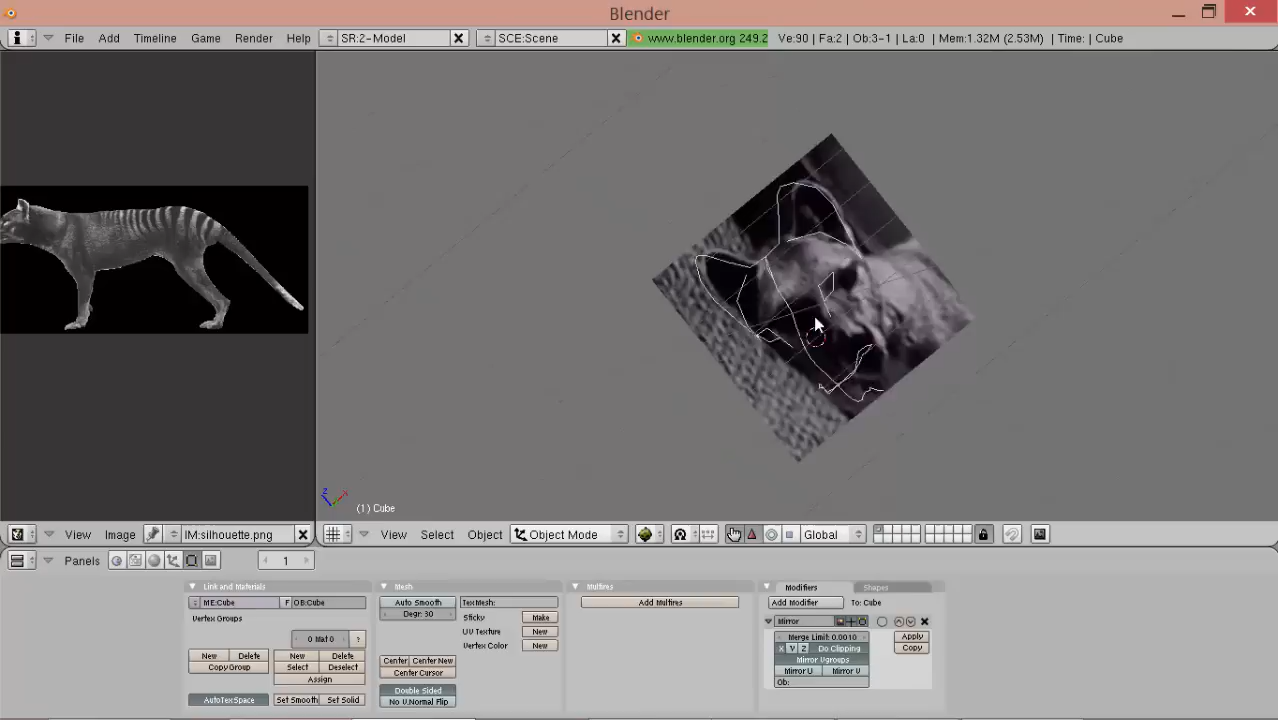 Blender
File Add Timeline Game Render Help SR:2-Model SCE:Scene www.blender.org 249.2 Ve:90 | Fa:2 | Ob:3-1 | La:0 | Mem:1.32M (2.53M) | Time: | Cube
z x
(1) Cube
View Image IM:silhouette.png View Select Object Object Mode Global
Panels 1
Link and Materials Mesh Multires Modifiers Shapes
ME:Cube F OB:Cube Auto Smooth TexMesh: Add Multires Add Modifier To: Cube
Vertex Groups Degr: 30 Sticky Make Mirror
UV Texture New Merge Limit: 0.0010 Apply
0 Mat 0 ? Vertex Color New X Y Z Do Clipping Copy
New Delete New Delete Center Center New Mirror Vgroups
Copy Group Select Deselect Center Cursor Mirror U Mirror V
Assign Ob:
AutoTexSpace Set Smooth Set Solid Double Sided
No V.Normal Flip